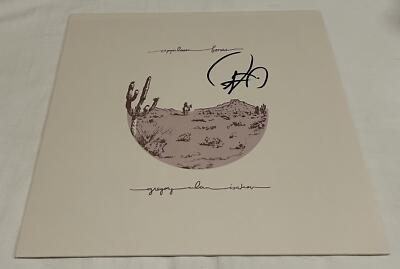 appaloosa bones
gregory alan isakov